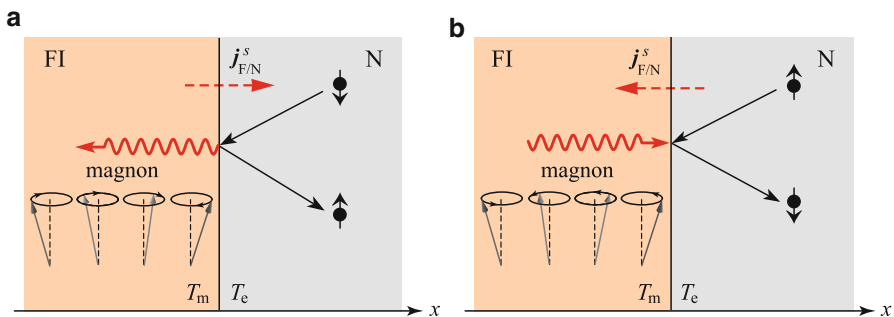 a
FI
j^s_F/N
N
magnon
T_m
T_e
x
b
FI
j^s_F/N
N
magnon
T_m
T_e
x